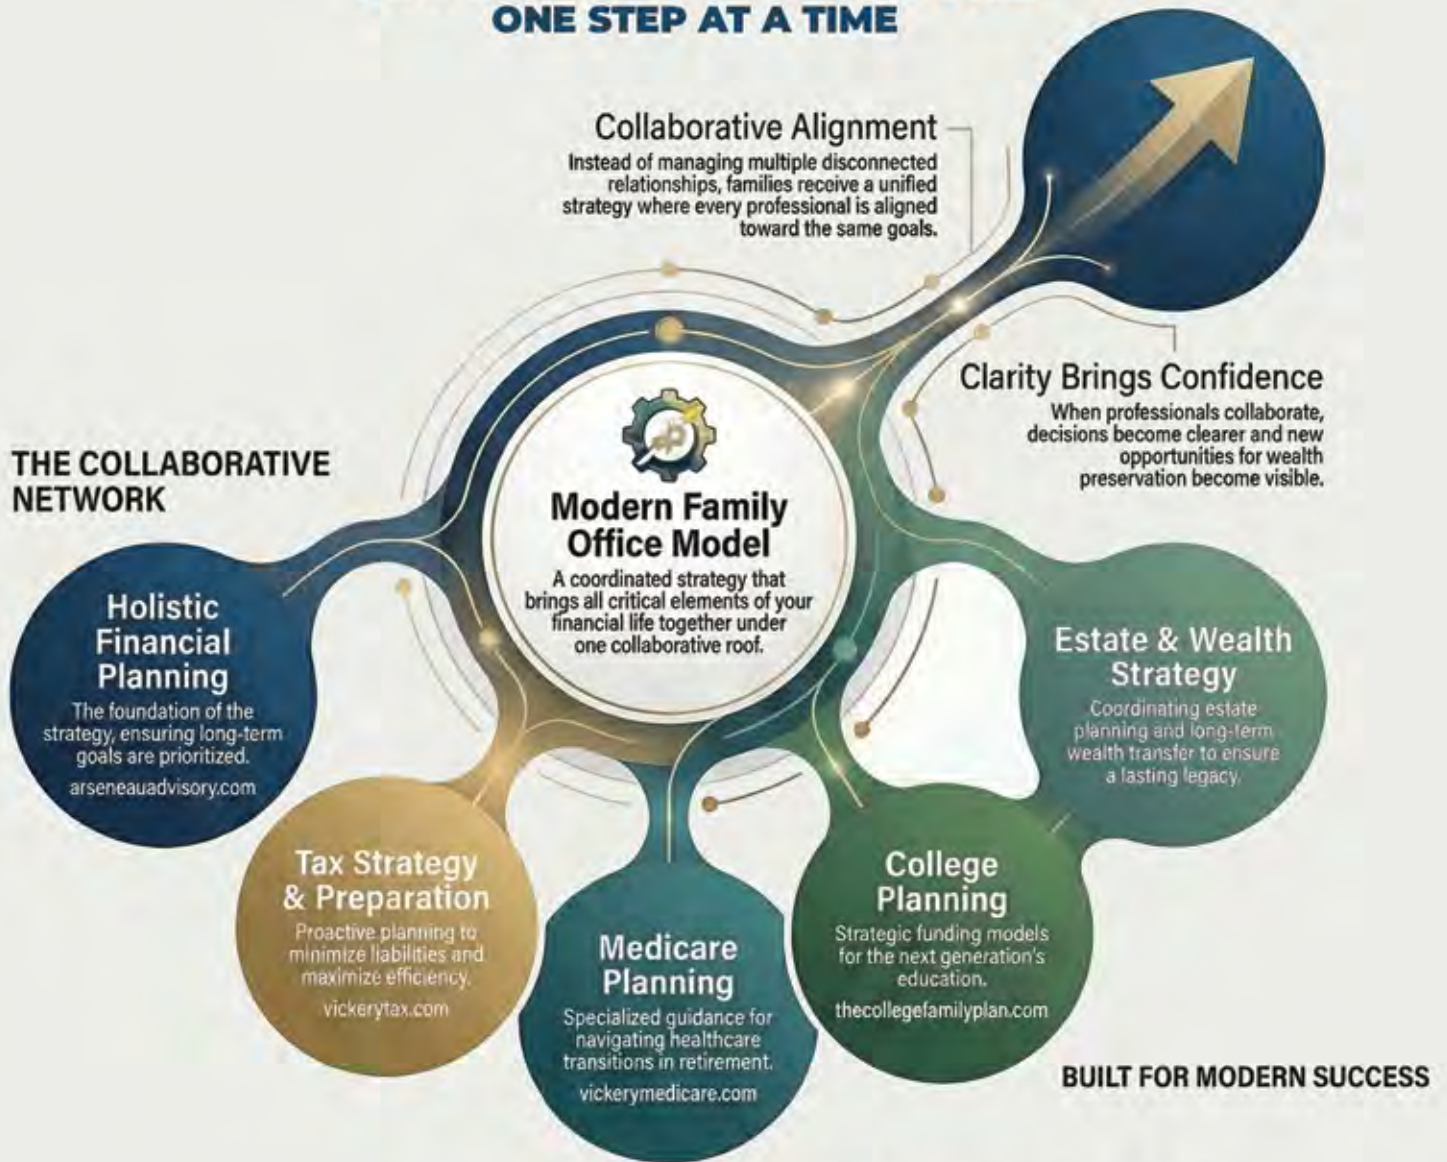 ONE STEP AT A TIME
Collaborative Alignment
Instead of managing multiple disconnected
relationships, families receive a unified
strategy where every professional is aligned
toward the same goals.
Clarity Brings Confidence
When professionals collaborate,
decisions become clearer and new
opportunities for wealth
preservation become visible.
THE COLLABORATIVE
NETWORK
Modern Family
Office Model
A coordinated strategy that
brings all critical elements of your
financial life together under
one collaborative roof.
Holistic
Financial
Planning
The foundation of the
strategy, ensuring long-term
goals are prioritized.
arseneauadvisory.com
Tax Strategy
& Preparation
Proactive planning to
minimize liabilities and
maximize efficiency.
vickerytax.com
Medicare
Planning
Specialized guidance for
navigating healthcare
transitions in retirement.
vickerymedicare.com
College
Planning
Strategic funding models
for the next generation's
education.
thecollegefamilyplan.com
Estate & Wealth
Strategy
Coordinating estate
planning and long-term
wealth transfer to ensure
a lasting legacy.
BUILT FOR MODERN SUCCESS